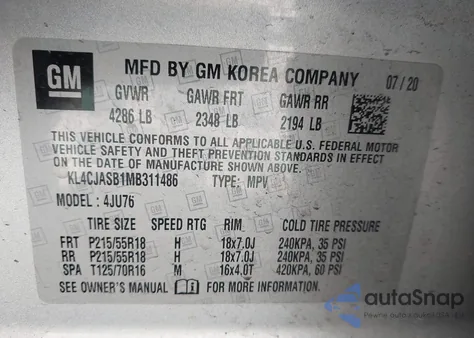 GM
MFD BY GM KOREA COMPANY 07/20
GVWR GAWR FRT GAWR RR
4286 LB 2348 LB 2194 LB
THIS VEHICLE CONFORMS TO ALL APPLICABLE U.S. FEDERAL MOTOR
VEHICLE SAFETY AND THEFT PREVENTION STANDARDS IN EFFECT
ON THE DATE OF MANUFACTURE SHOWN ABOVE.
KL4CJASB1MB311486 TYPE: MPV
MODEL : 4JU76
TIRE SIZE SPEED RTG RIM COLD TIRE PRESSURE
FRT P215/55R18 H 18x7.0J 240KPA, 35 PSI
RR P215/55R18 H 18x7.0J 240KPA, 35 PSI
SPA T125/70R16 M 16x4.0T 420KPA, 60 PSI
SEE OWNER'S MANUAL FOR MORE INFORMATION.
autoSnap